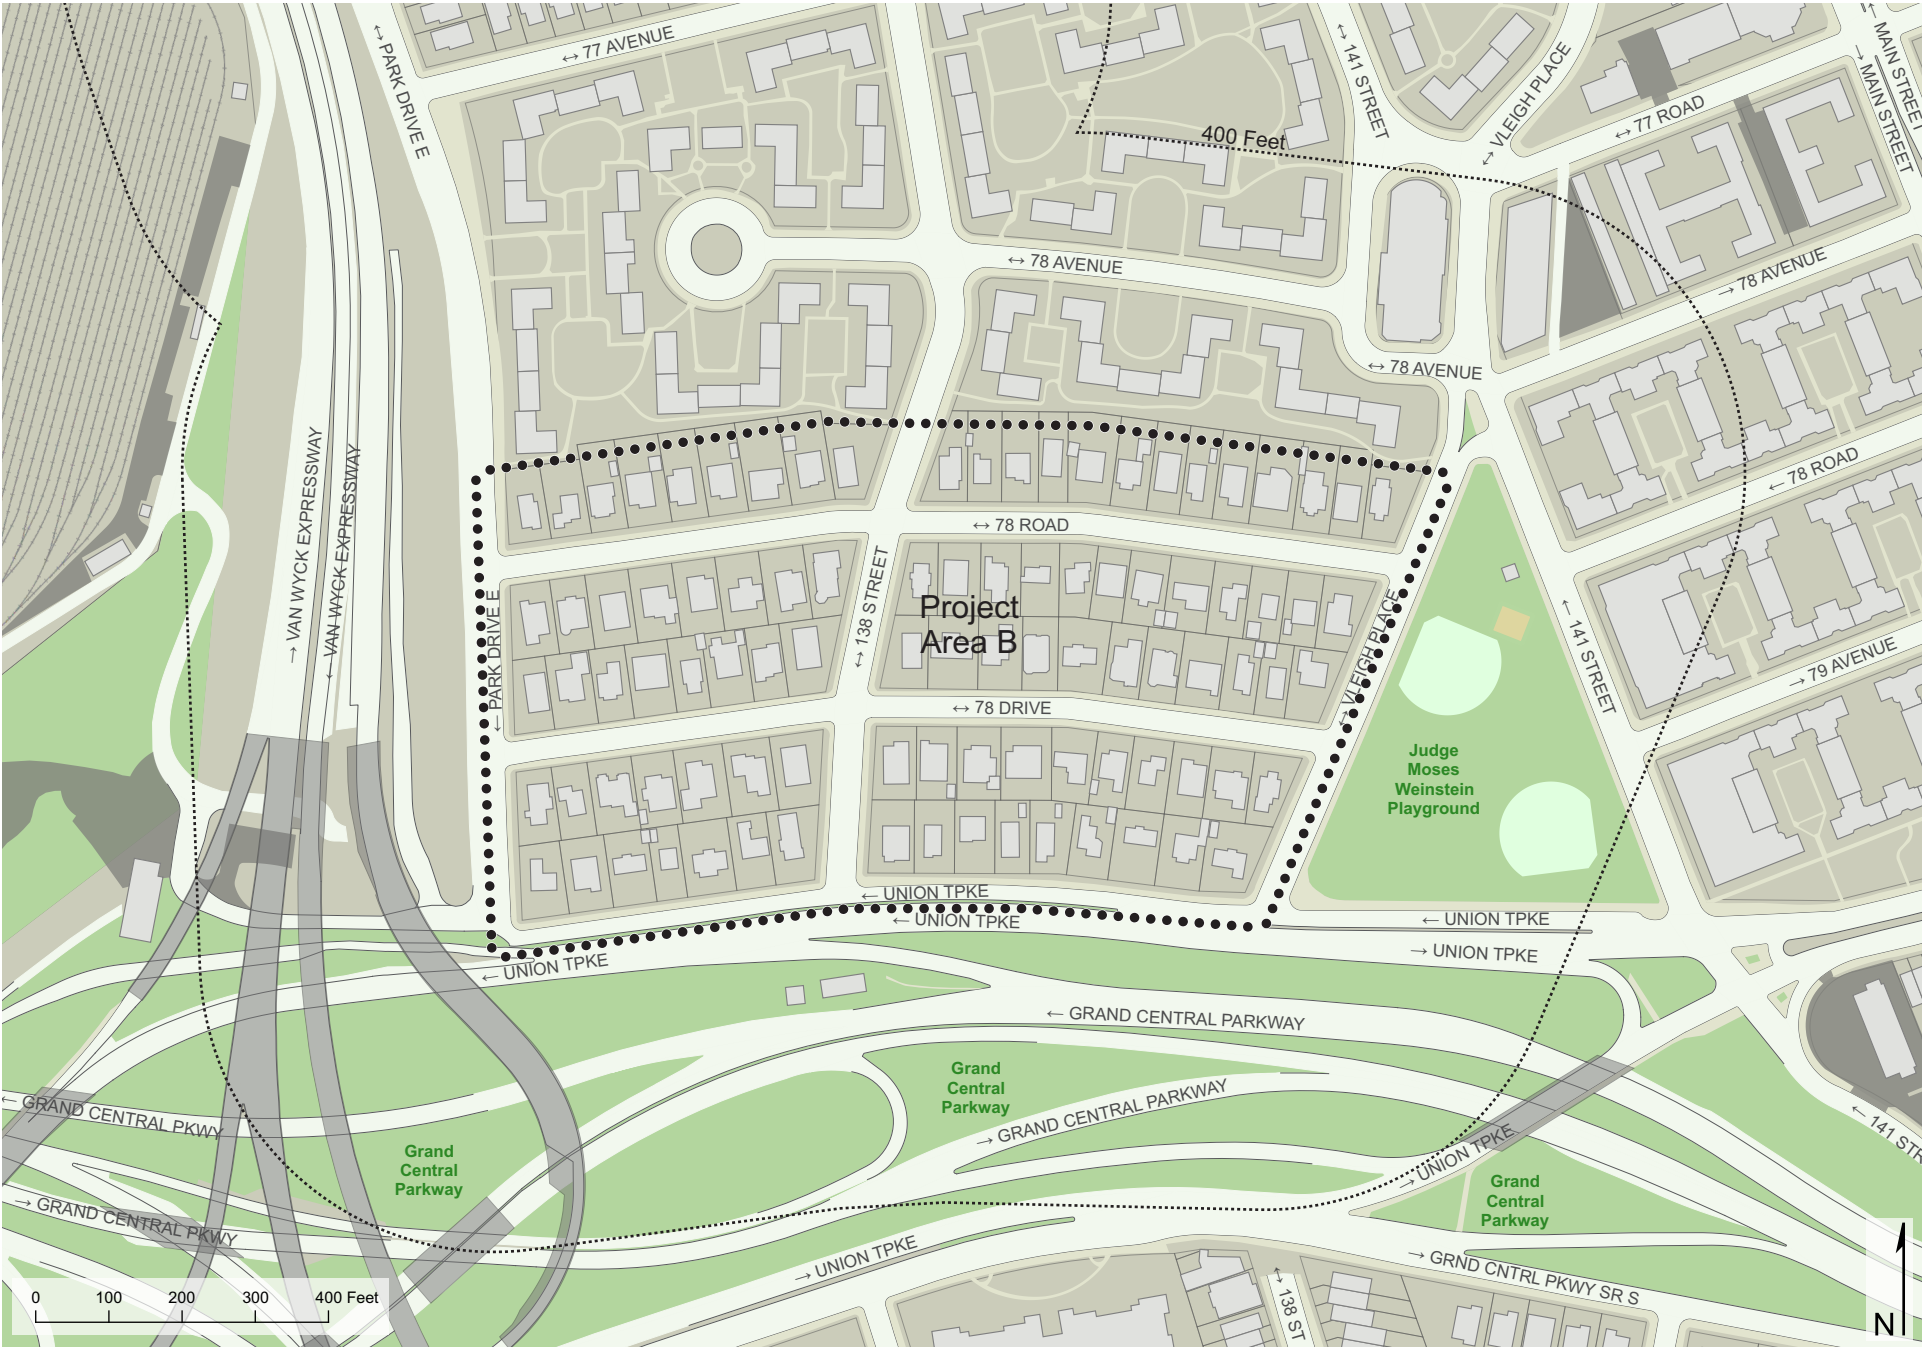 ↔ PARK DRIVE E
↔ 77 AVENUE
↔ 141 STREET
↔ VLEIGH PLACE
↔ 77 ROAD
← MAIN STREET
→ MAIN STREET
400 Feet
↔ 78 AVENUE
→ 78 AVENUE
↔ 78 AVENUE
← 78 ROAD
→ VAN WYCK EXPRESSWAY
← VAN WYCK EXPRESSWAY
↔ 78 ROAD
← PARK DRIVE E
↔ 138 STREET
Project
Area B
↔ VLEIGH PLACE
← 141 STREET
→ 79 AVENUE
↔ 78 DRIVE
Judge
Moses
Weinstein
Playground
← UNION TPKE
← UNION TPKE
← UNION TPKE
→ UNION TPKE
← UNION TPKE
← GRAND CENTRAL PARKWAY
Grand
Central
Parkway
→ GRAND CENTRAL PARKWAY
← GRAND CENTRAL PKWY
Grand
Central
Parkway
→ UNION TPKE
← 141 STR
Grand
Central
Parkway
→ GRAND CENTRAL PKWY
→ UNION TPKE
→ GRND CNTRL PKWY SR S
↔ 138 ST
0 100 200 300 400 Feet
N